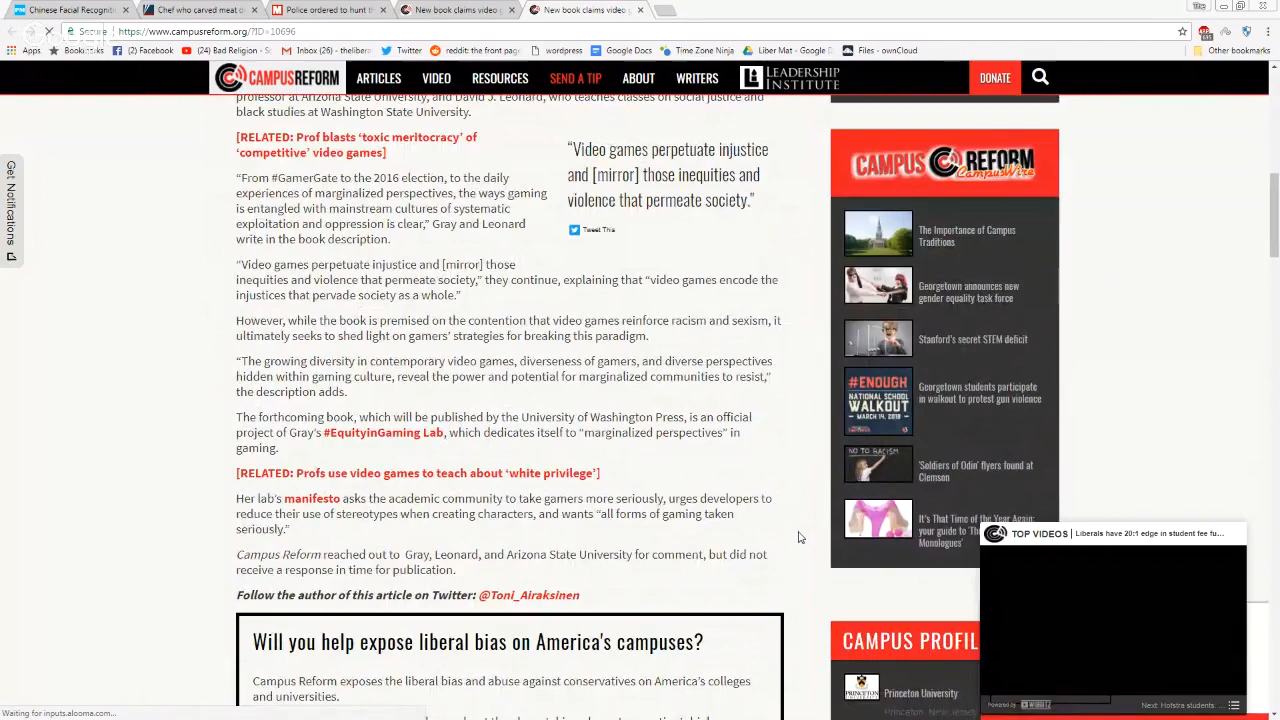 Chinese Facial Recogniti
Chef who carved meat
Police ordered to hunt th
New book claims video g
New book claims video g
Secure
https://www.campusreform.org/?ID=10696
Apps
Bookmarks
(2) Facebook
(24) Bad Religion - S
Inbox (26) - theliber
Twitter
reddit: the front pag
wordpress
Google Docs
Time Zone Ninja
Liber Mat - Google D
Files - ownCloud
Other bookmarks
CAMPUSREFORM
ARTICLES
VIDEO
RESOURCES
SEND A TIP
ABOUT
WRITERS
LEADERSHIP
INSTITUTE
DONATE
Get Notifications
professor at Arizona State University, and David J. Leonard, who teaches classes on social justice and
black studies at Washington State University.
[RELATED: Prof blasts ‘toxic meritocracy’ of
‘competitive’ video games]
“From #GamerGate to the 2016 election, to the daily
experiences of marginalized perspectives, the ways gaming
is entangled with mainstream cultures of systematic
exploitation and oppression is clear,” Gray and Leonard
write in the book description.
“Video games perpetuate injustice
and [mirror] those inequities and
violence that permeate society.”
Tweet This
“Video games perpetuate injustice and [mirror] those
inequities and violence that permeate society,” they continue, explaining that “video games encode the
injustices that pervade society as a whole.”
However, while the book is premised on the contention that video games reinforce racism and sexism, it
ultimately seeks to shed light on gamers’ strategies for breaking this paradigm.
“The growing diversity in contemporary video games, diverseness of gamers, and diverse perspectives
hidden within gaming culture, reveal the power and potential for marginalized communities to resist,”
the description adds.
The forthcoming book, which will be published by the University of Washington Press, is an official
project of Gray’s #EquityinGaming Lab, which dedicates itself to “marginalized perspectives” in
gaming.
[RELATED: Profs use video games to teach about ‘white privilege’]
Her lab’s manifesto asks the academic community to take gamers more seriously, urges developers to
reduce their use of stereotypes when creating characters, and wants “all forms of gaming taken
seriously.”
Campus Reform reached out to Gray, Leonard, and Arizona State University for comment, but did not
receive a response in time for publication.
Follow the author of this article on Twitter: @Toni_Airaksinen
Will you help expose liberal bias on America's campuses?
Campus Reform exposes the liberal bias and abuse against conservatives on America's colleges
and universities.
CAMPUS REFORM
CampusWire
The Importance of Campus
Traditions
Georgetown announces new
gender equality task force
Stanford's secret STEM deficit
#ENOUGH
NATIONAL SCHOOL
WALKOUT
MARCH 14, 2018
Georgetown students participate
in walkout to protest gun violence
NO TO RACISM
'Soldiers of Odin' flyers found at
Clemson
It's That Time of the Year Again:
your guide to
Monologues'
TOP VIDEOS
Liberals have 20:1 edge in student fee fu...
Powered by
Next: Hofstra students:
CAMPUS PROFIL
PRINCETON
Princeton University
Princeton, New Jersey
Waiting for inputs.alooma.com...